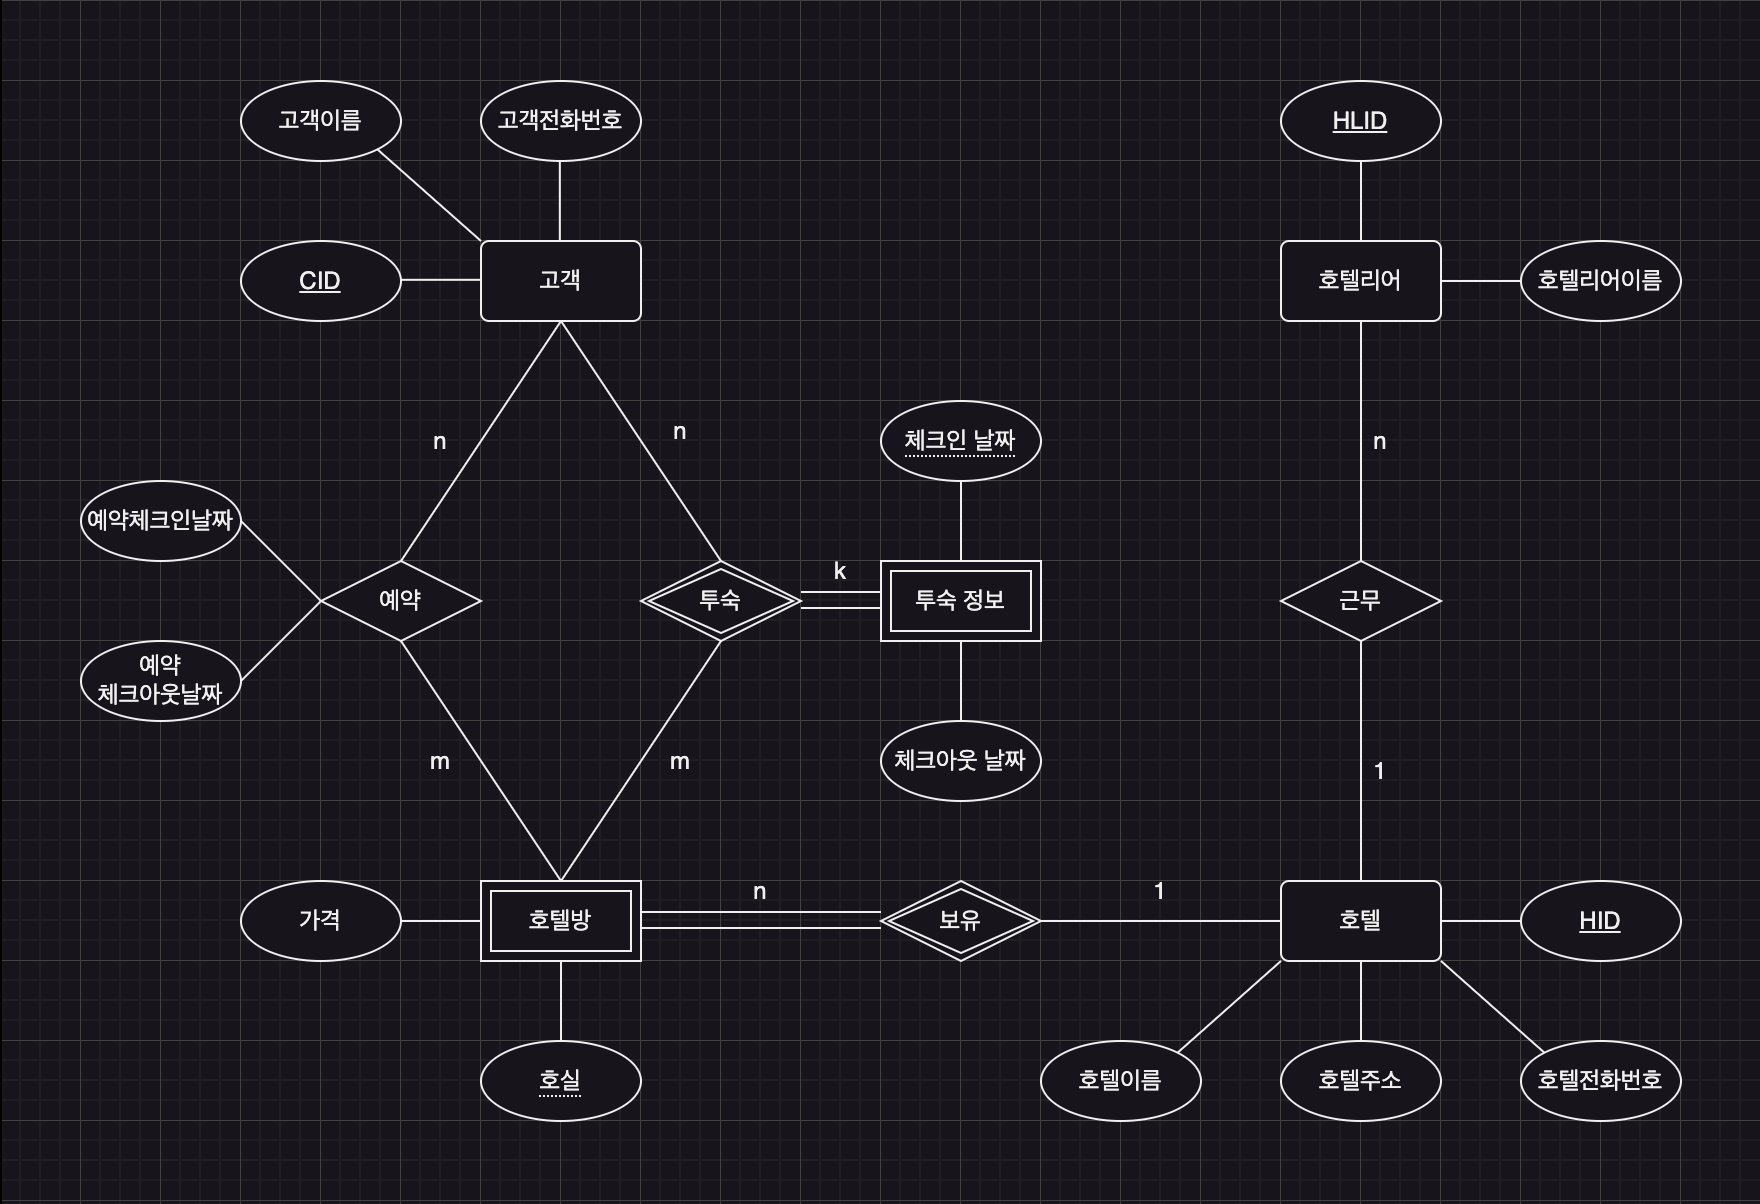 고객이름
고객전화번호
HLID
CID
고객
호텔리어
호텔리어이름
n
n
n
체크인 날짜
예약체크인날짜
k
예약
투숙
투숙 정보
근무
예약
체크아웃날짜
m
m
체크아웃 날짜
1
n
1
가격
호텔방
보유
호텔
HID
호실
호텔이름
호텔주소
호텔전화번호